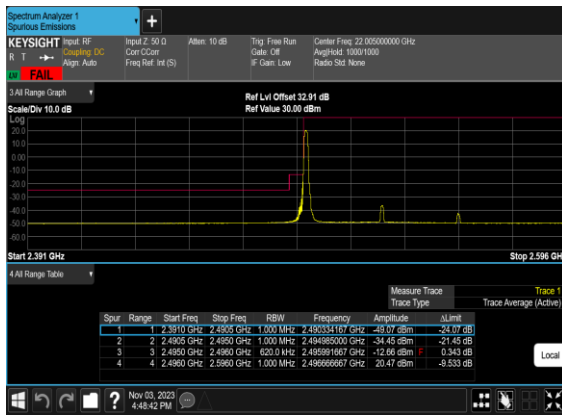 Spectrum Analyzer 1
Spurious Emissions
KEYSIGHT Input: RF Input Z: 50 Ω Atten: 10 dB Trig: Free Run Center Freq: 22.005000000 GHz
R T Coupling: DC Corr CCorr Gate: Off Avg|Hold: 1000/1000
Align: Auto Freq Ref: Int (S) IF Gain: Low Radio Std: None
FAIL
3 All Range Graph
Ref Lvl Offset 32.91 dB
Scale/Div 10.0 dB Ref Value 30.00 dBm
Log
20.0
10.0
0.00
-10.0
-20.0
-30.0
-40.0
-50.0
-60.0
Start 2.391 GHz Stop 2.596 GH
4 All Range Table
Measure Trace Trace 1
Trace Type Trace Average (Active)
Spur Range Start Freq Stop Freq RBW Frequency Amplitude ΔLimit
1 1 2.3910 GHz 2.4905 GHz 1.000 MHz 2.490334167 GHz -49.07 dBm -24.07 dB
2 2 2.4905 GHz 2.4950 GHz 1.000 MHz 2.494985000 GHz -34.45 dBm -21.45 dB
3 3 2.4950 GHz 2.4960 GHz 620.0 kHz 2.495991667 GHz -12.66 dBm F 0.343 dB
4 4 2.4960 GHz 2.5960 GHz 1.000 MHz 2.496666667 GHz 20.47 dBm -9.533 dB
Local
Nov 03, 2023
4:48:42 PM